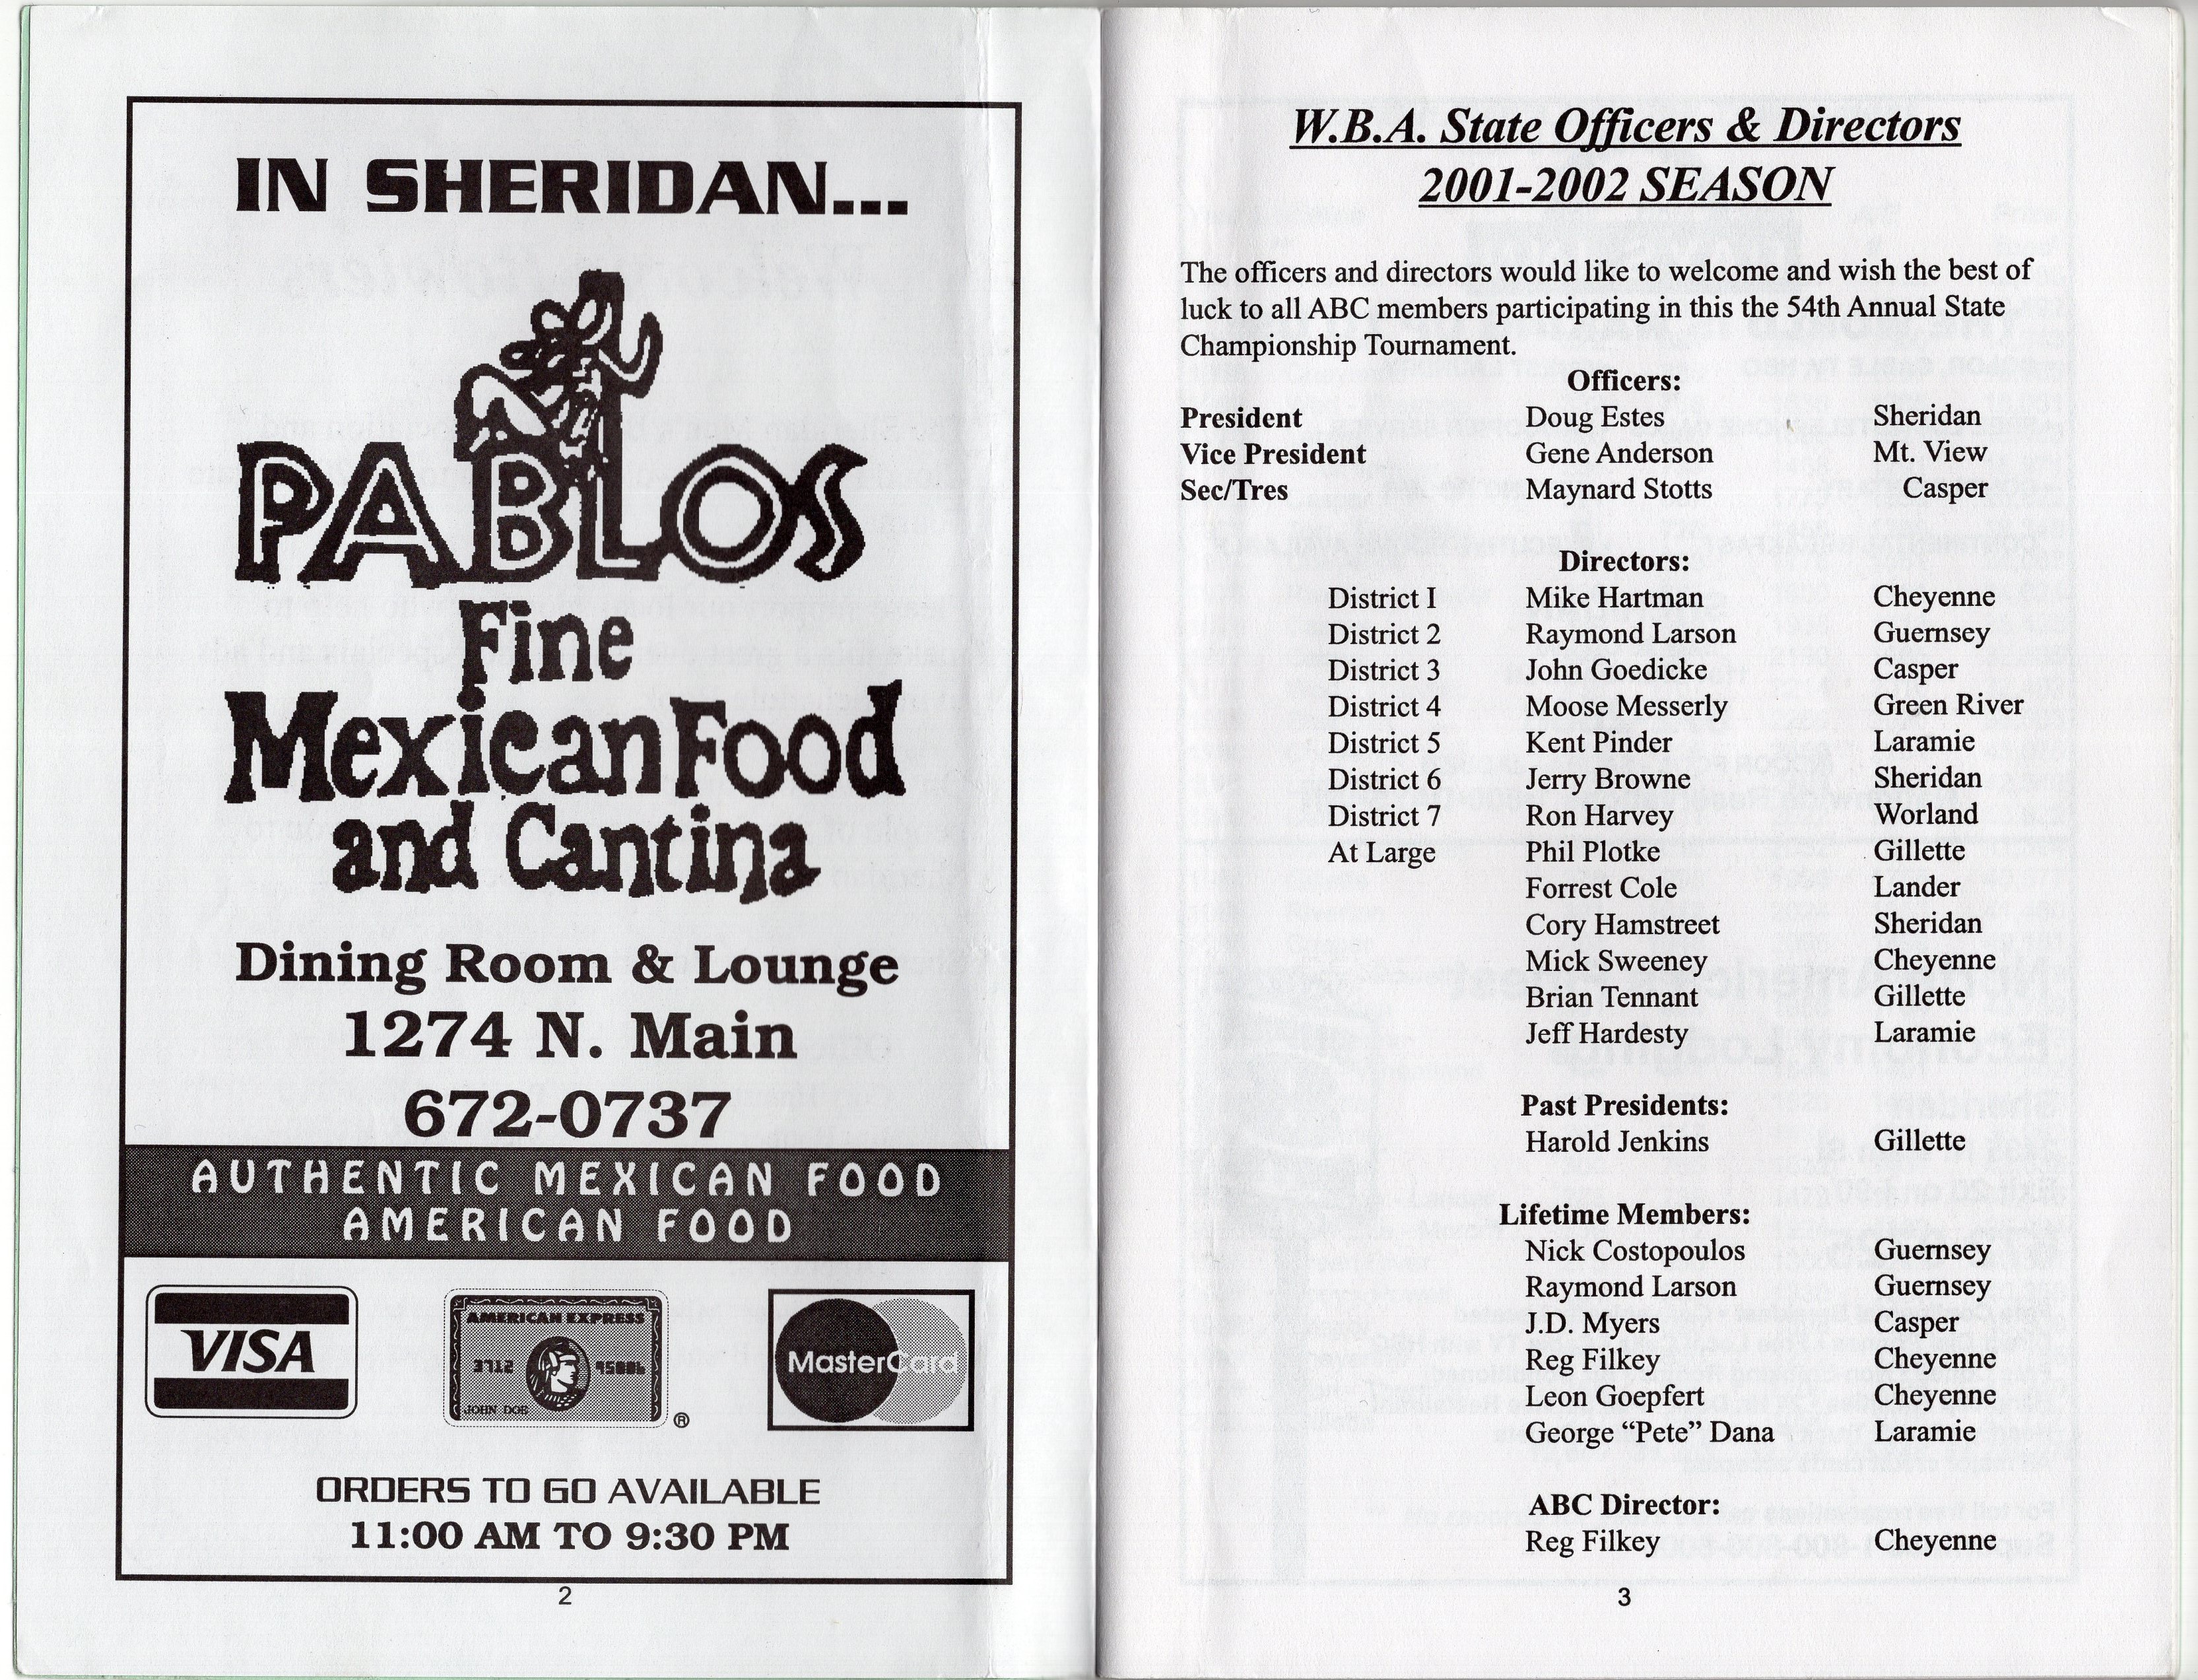 IN SHERIDAN...
PABLOS
Fine
Mexican Food
and Cantina
Dining Room & Lounge
1274 N. Main
672-0737
AUTHENTIC MEXICAN FOOD
AMERICAN FOOD
VISA
AMERICAN EXPRESS
3712 95006
JOHN DOE
®
MasterCard
ORDERS TO GO AVAILABLE
11:00 AM TO 9:30 PM
2
W.B.A. State Officers & Directors
2001-2002 SEASON
The officers and directors would like to welcome and wish the best of
luck to all ABC members participating in this the 54th Annual State
Championship Tournament.
Officers:
President Doug Estes Sheridan
Vice President Gene Anderson Mt. View
Sec/Tres Maynard Stotts Casper
Directors:
District I Mike Hartman Cheyenne
District 2 Raymond Larson Guernsey
District 3 John Goedicke Casper
District 4 Moose Messerly Green River
District 5 Kent Pinder Laramie
District 6 Jerry Browne Sheridan
District 7 Ron Harvey Worland
At Large Phil Plotke Gillette
Forrest Cole Lander
Cory Hamstreet Sheridan
Mick Sweeney Cheyenne
Brian Tennant Gillette
Jeff Hardesty Laramie
Past Presidents:
Harold Jenkins Gillette
Lifetime Members:
Nick Costopoulos Guernsey
Raymond Larson Guernsey
J.D. Myers Casper
Reg Filkey Cheyenne
Leon Goepfert Cheyenne
George “Pete” Dana Laramie
ABC Director:
Reg Filkey Cheyenne
3